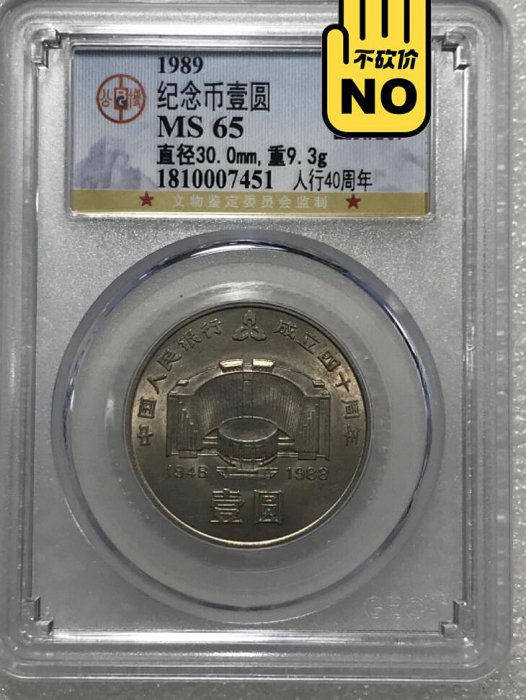 不砍价
NO
1989
纪念币壹圆
MS 65
直径30.0mm,重9.3g
1810007451 人行40周年
★ 文物鉴定委员会监制 ★
中国人民银行 成立四十周年
1948 1988
壹圆